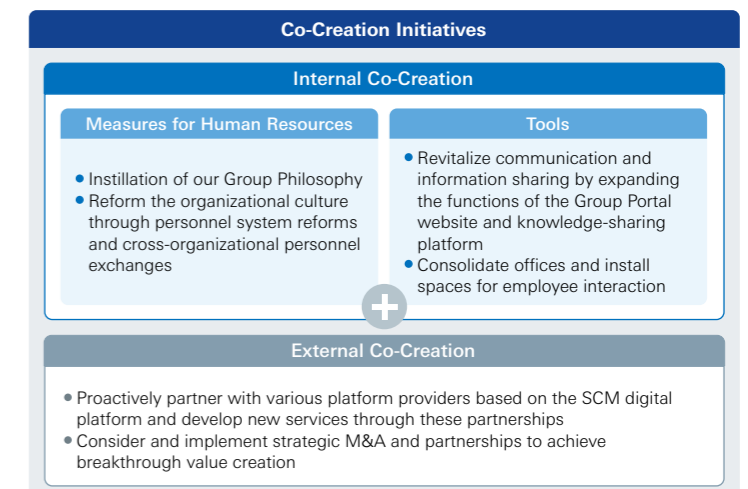 Co-Creation Initiatives
Internal Co-Creation
Measures for Human Resources
• Instillation of our Group Philosophy
• Reform the organizational culture
through personnel system reforms
and cross-organizational personnel
exchanges
Tools
• Revitalize communication and
information sharing by expanding
the functions of the Group Portal
website and knowledge-sharing
platform
• Consolidate offices and install
spaces for employee interaction
+
External Co-Creation
• Proactively partner with various platform providers based on the SCM digital
platform and develop new services through these partnerships
• Consider and implement strategic M&A and partnerships to achieve
breakthrough value creation